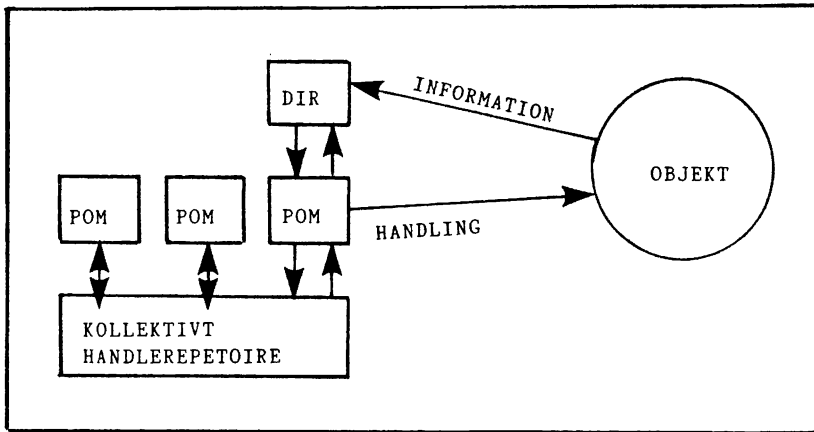 DIR
INFORMATION
OBJEKT
POM
POM
POM
HANDLING
KOLLEKTIVT
HANDLEREPETOIRE